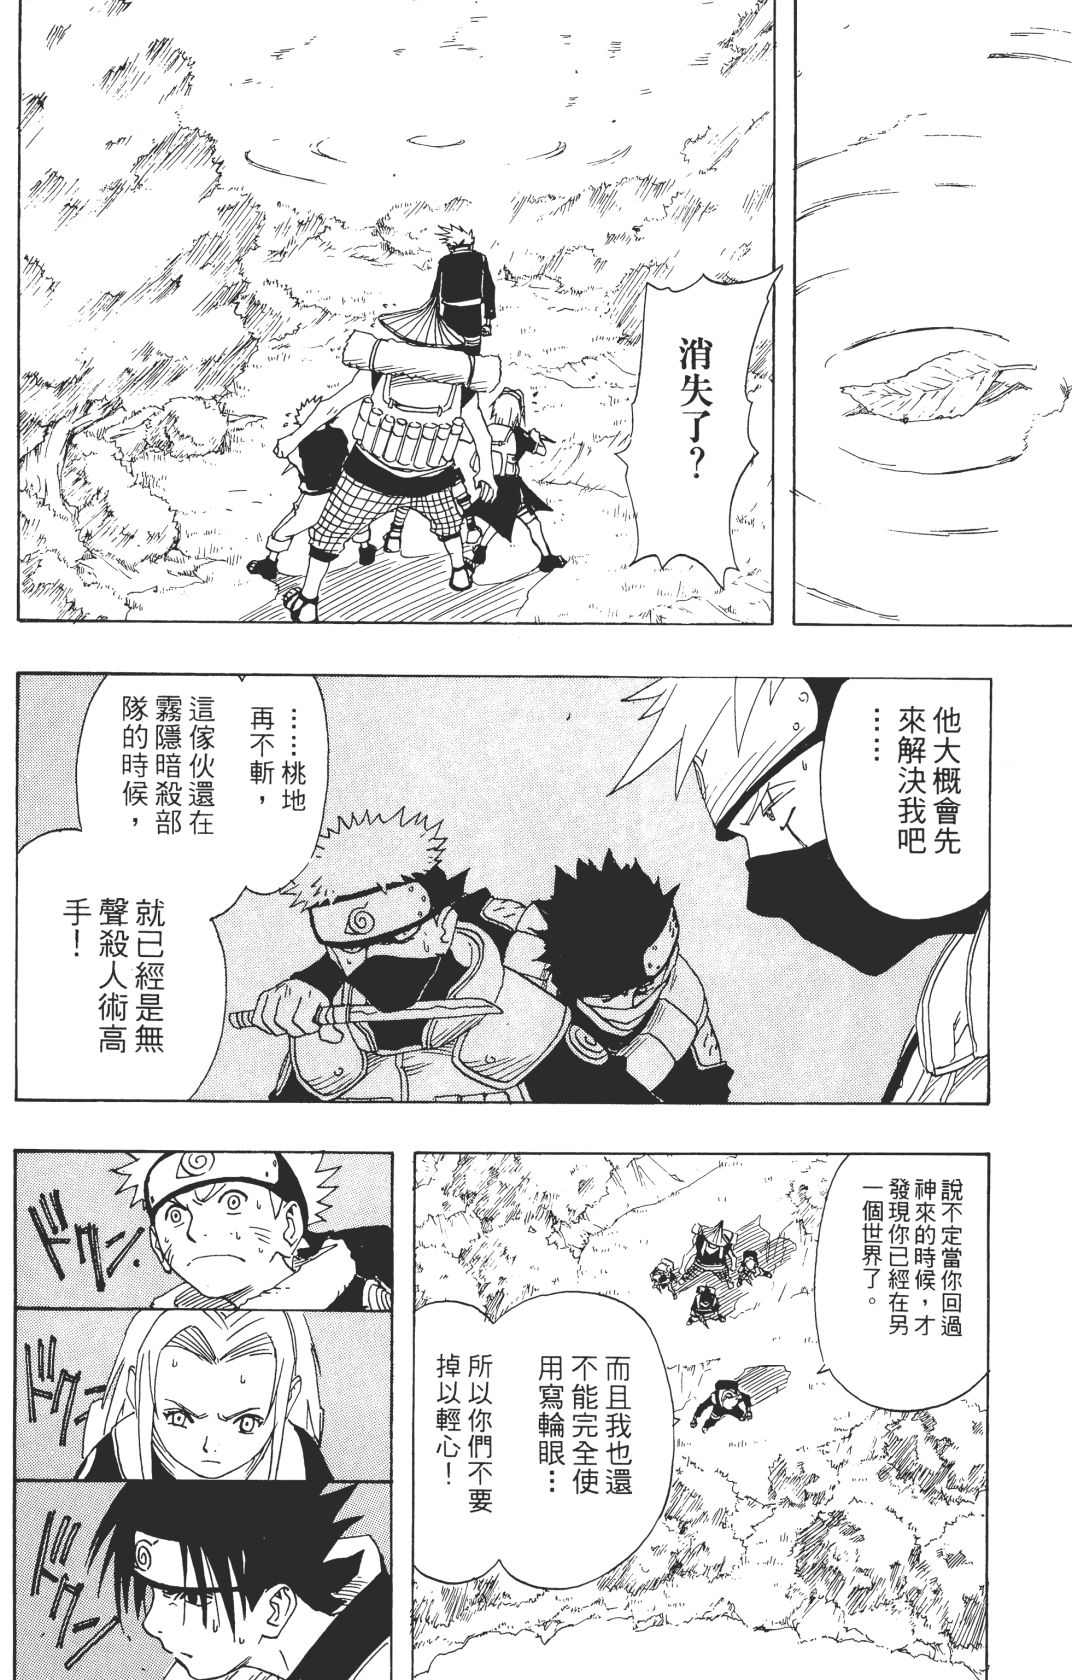 消失了？
他大概會先
來解決我吧
……
……桃地
再不斬，
這傢伙還在
霧隱暗殺部
隊的時候，
就已經是無
聲殺人術高
手！
說不定當你回過
神來的時候，才
發現你已經在另
一個世界了。
而且我也還
不能完全使
用寫輪眼…
所以你們不要
掉以輕心！
ドクン
ドクン
ドクン